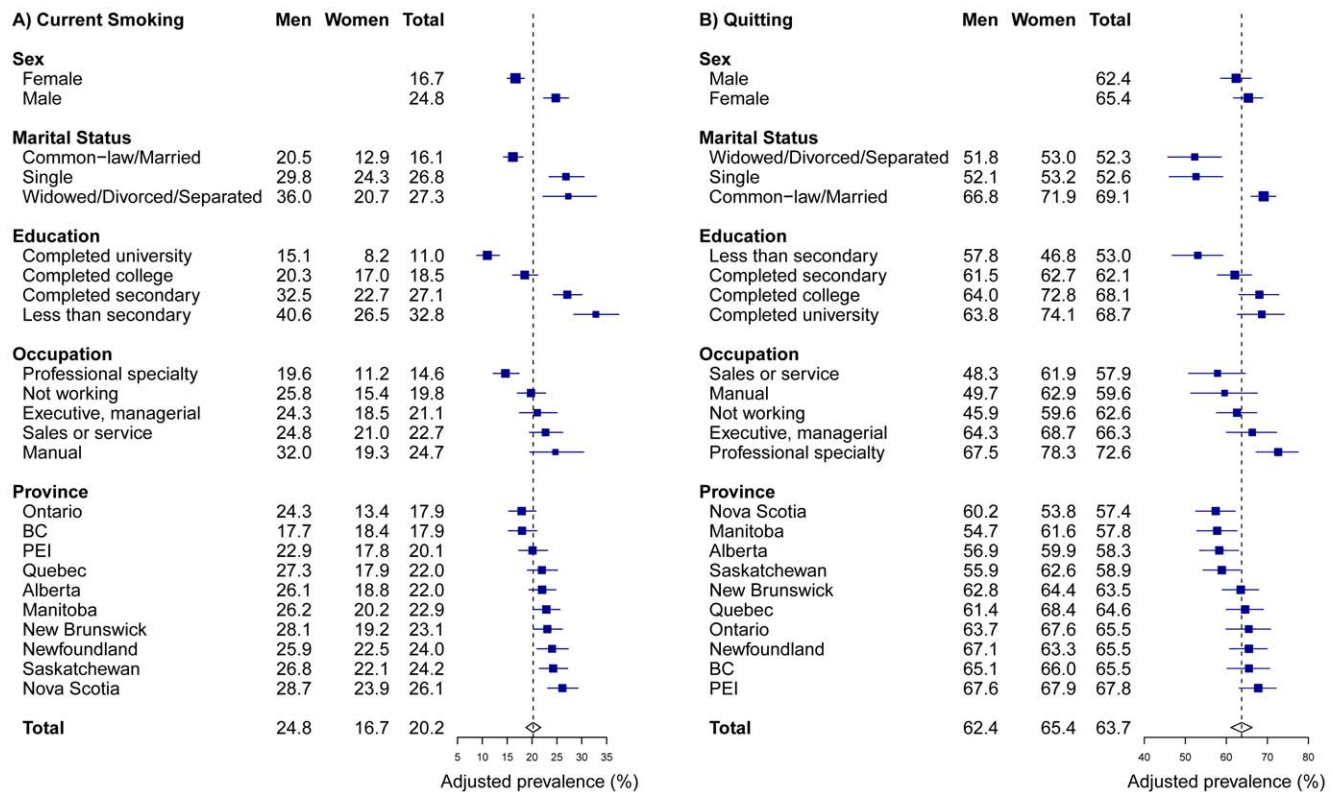 A) Current Smoking Men Women Total
Sex
Female 16.7
Male 24.8
Marital Status
Common−law/Married 20.5 12.9 16.1
Single 29.8 24.3 26.8
Widowed/Divorced/Separated 36.0 20.7 27.3
Education
Completed university 15.1 8.2 11.0
Completed college 20.3 17.0 18.5
Completed secondary 32.5 22.7 27.1
Less than secondary 40.6 26.5 32.8
Occupation
Professional specialty 19.6 11.2 14.6
Not working 25.8 15.4 19.8
Executive, managerial 24.3 18.5 21.1
Sales or service 24.8 21.0 22.7
Manual 32.0 19.3 24.7
Province
Ontario 24.3 13.4 17.9
BC 17.7 18.4 17.9
PEI 22.9 17.8 20.1
Quebec 27.3 17.9 22.0
Alberta 26.1 18.8 22.0
Manitoba 26.2 20.2 22.9
New Brunswick 28.1 19.2 23.1
Newfoundland 25.9 22.5 24.0
Saskatchewan 26.8 22.1 24.2
Nova Scotia 28.7 23.9 26.1
Total 24.8 16.7 20.2
5 10 15 20 25 30 35
Adjusted prevalence (%)
B) Quitting Men Women Total
Sex
Male 62.4
Female 65.4
Marital Status
Widowed/Divorced/Separated 51.8 53.0 52.3
Single 52.1 53.2 52.6
Common−law/Married 66.8 71.9 69.1
Education
Less than secondary 57.8 46.8 53.0
Completed secondary 61.5 62.7 62.1
Completed college 64.0 72.8 68.1
Completed university 63.8 74.1 68.7
Occupation
Sales or service 48.3 61.9 57.9
Manual 49.7 62.9 59.6
Not working 45.9 59.6 62.6
Executive, managerial 64.3 68.7 66.3
Professional specialty 67.5 78.3 72.6
Province
Nova Scotia 60.2 53.8 57.4
Manitoba 54.7 61.6 57.8
Alberta 56.9 59.9 58.3
Saskatchewan 55.9 62.6 58.9
New Brunswick 62.8 64.4 63.5
Quebec 61.4 68.4 64.6
Ontario 63.7 67.6 65.5
Newfoundland 67.1 63.3 65.5
BC 65.1 66.0 65.5
PEI 67.6 67.9 67.8
Total 62.4 65.4 63.7
40 50 60 70 80
Adjusted prevalence (%)